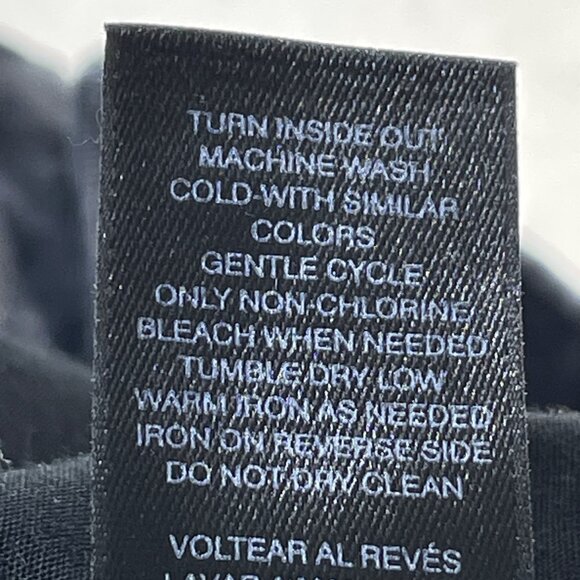 TURN INSIDE OUT
MACHINE WASH
COLD-WITH SIMILAR
COLORS
GENTLE CYCLE
ONLY NON-CHLORINE
BLEACH WHEN NEEDED
TUMBLE DRY LOW
WARM IRON AS NEEDED
IRON ON REVERSE SIDE
DO NOT DRY CLEAN
VOLTEAR AL REVÉS